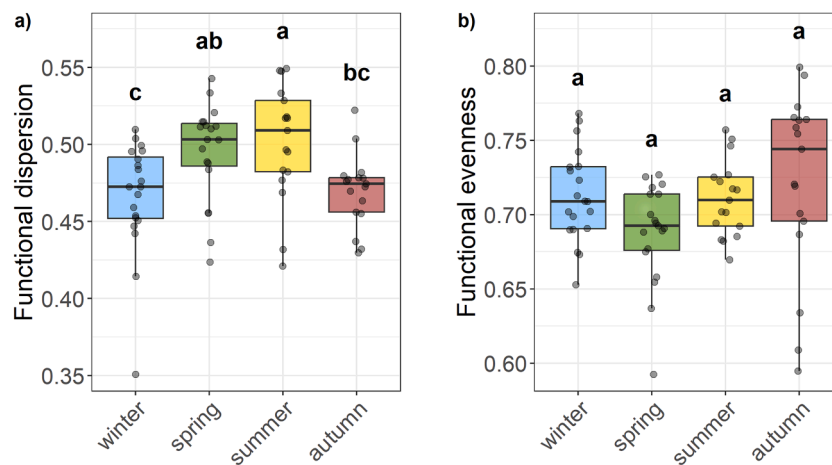 a)
Functional dispersion
0.55
0.50
0.45
0.40
0.35
c
ab
a
bc
winter
spring
summer
autumn
b)
Functional evenness
0.80
0.75
0.70
0.65
0.60
a
a
a
a
winter
spring
summer
autumn